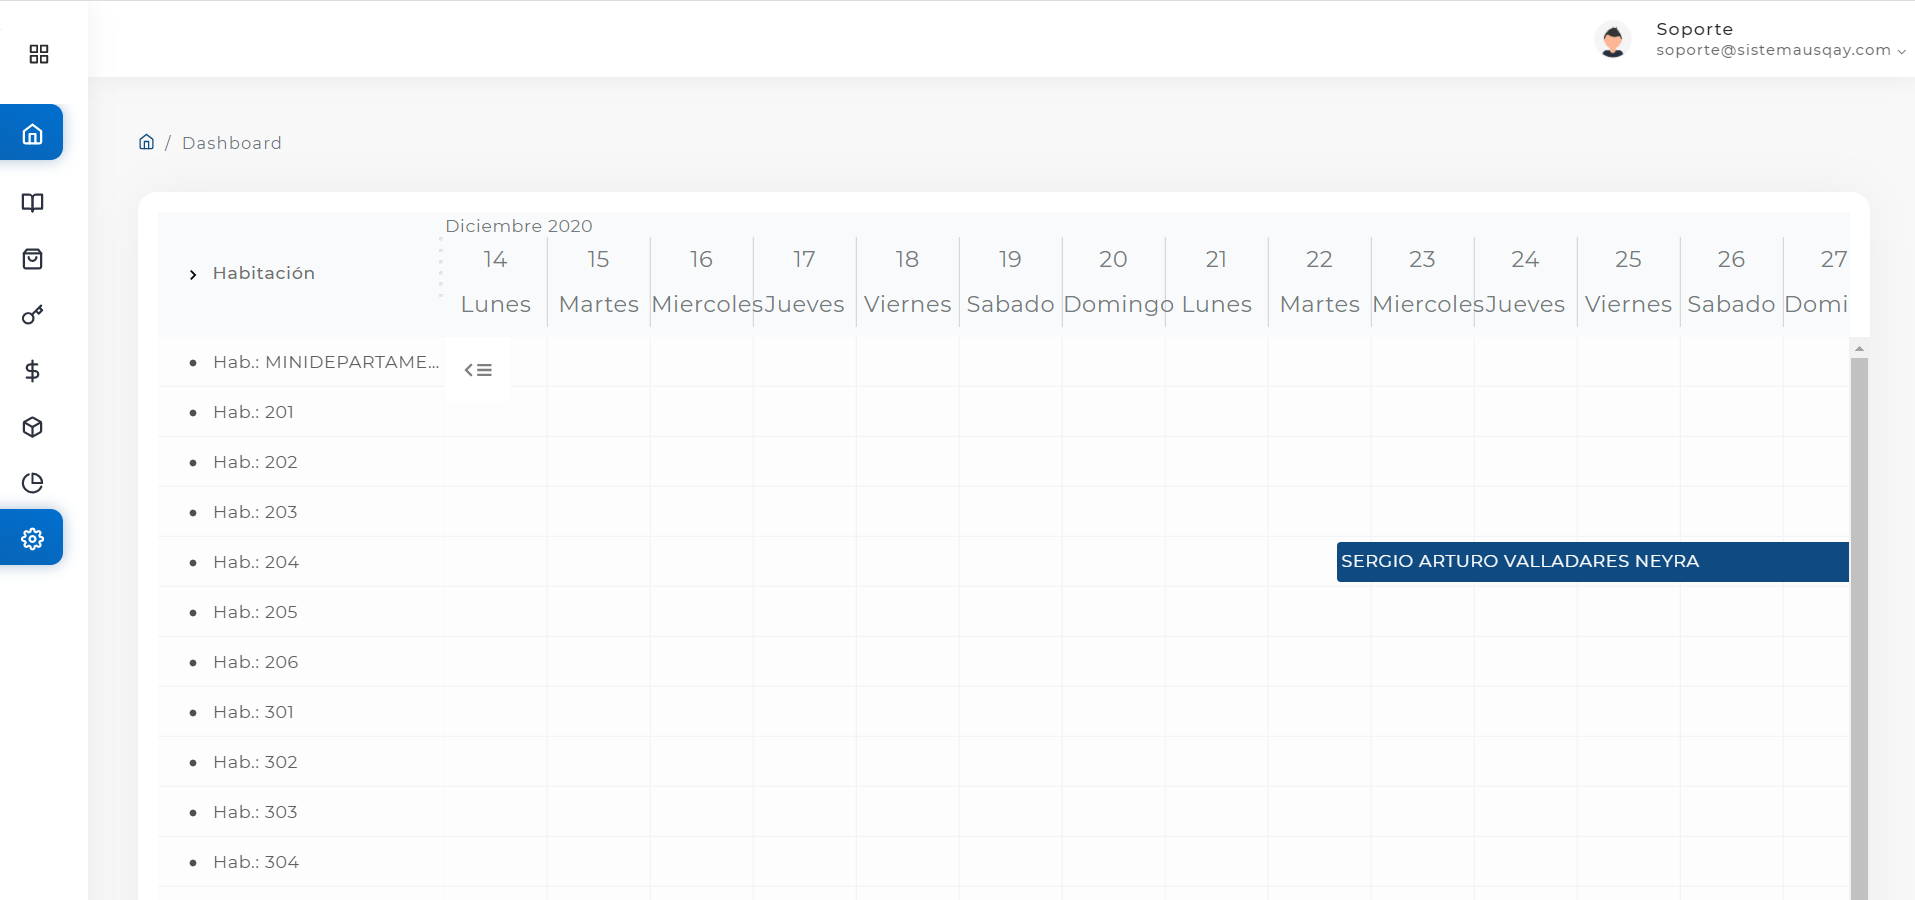 Soporte
soporte@sistemausqay.com
/ Dashboard
Diciembre 2020
Habitación
14 15 16 17 18 19 20 21 22 23 24 25 26 27
Lunes Martes Miercoles Jueves Viernes Sabado Domingo Lunes Martes Miercoles Jueves Viernes Sabado Domi
Hab.: MINIDEPARTAME...
Hab.: 201
Hab.: 202
Hab.: 203
Hab.: 204
SERGIO ARTURO VALLADARES NEYRA
Hab.: 205
Hab.: 206
Hab.: 301
Hab.: 302
Hab.: 303
Hab.: 304